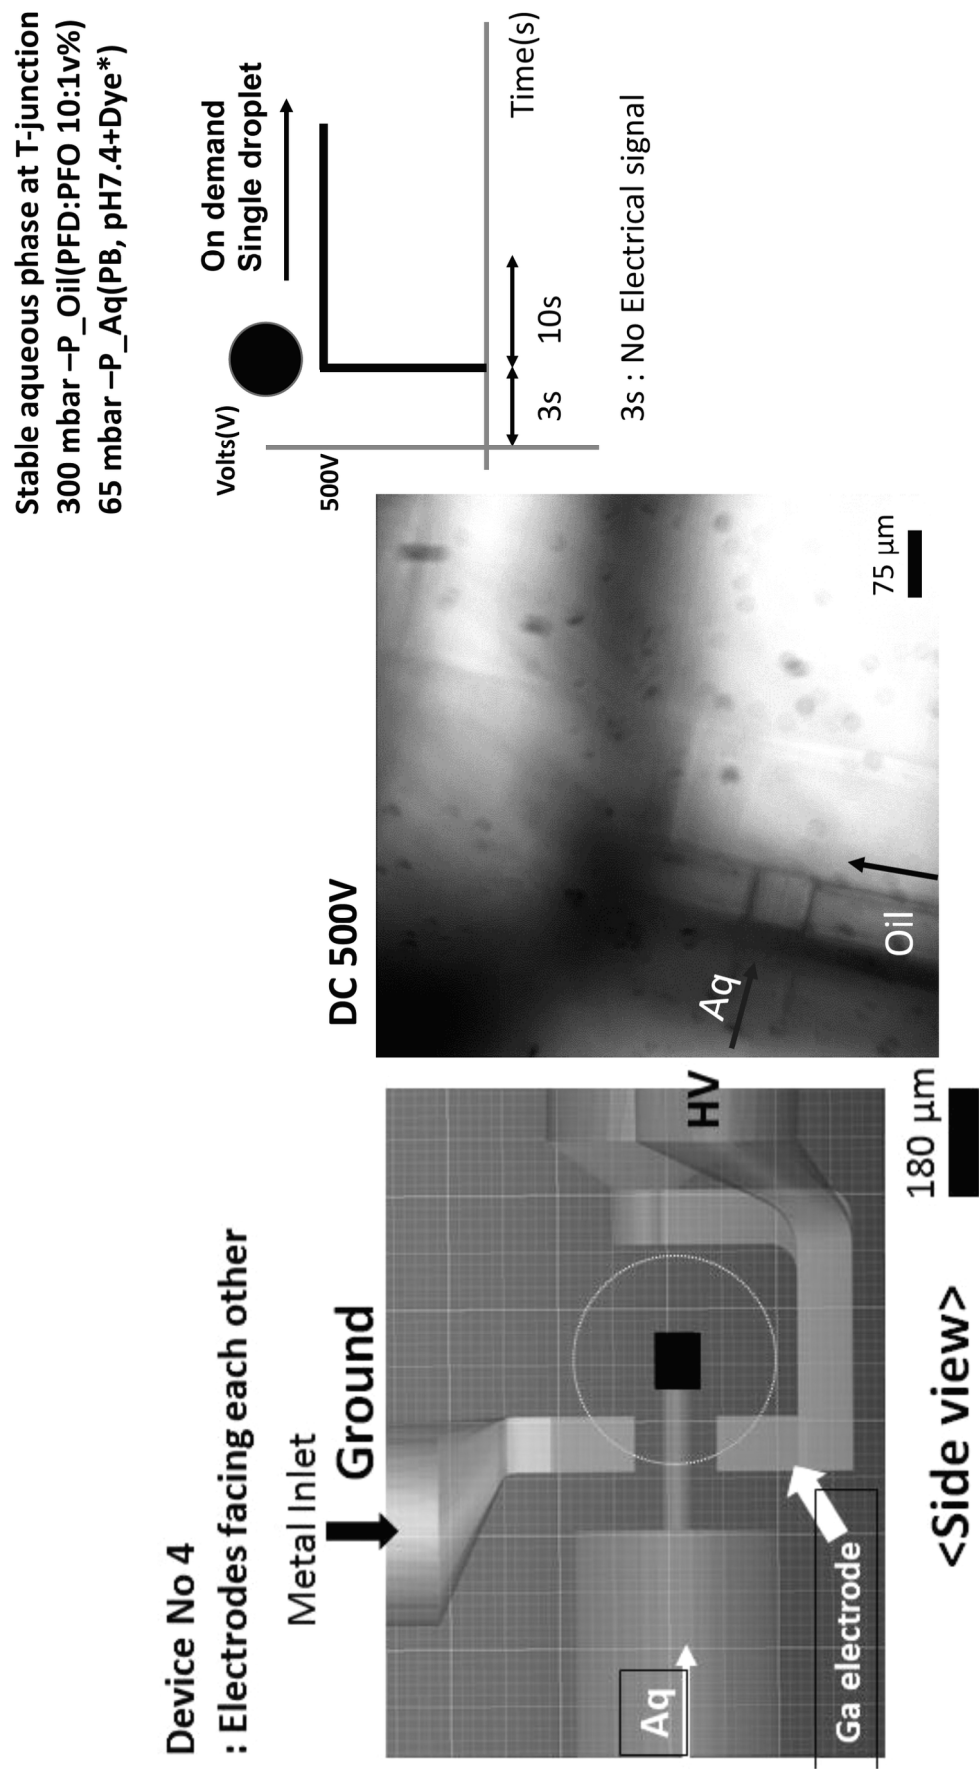 Device No 4
: Electrodes facing each other
Metal Inlet
Ground
HV
Aq
Ga electrode
<Side view>
180 µm
DC 500V
Aq
Oil
75 µm
Stable aqueous phase at T-junction
300 mbar –P_Oil(PFD:PFO 10:1v%)
65 mbar –P_Aq(PB, pH7.4+Dye*)
Volts(V)
500V
On demand
Single droplet
3s
10s
Time(s)
3s : No Electrical signal